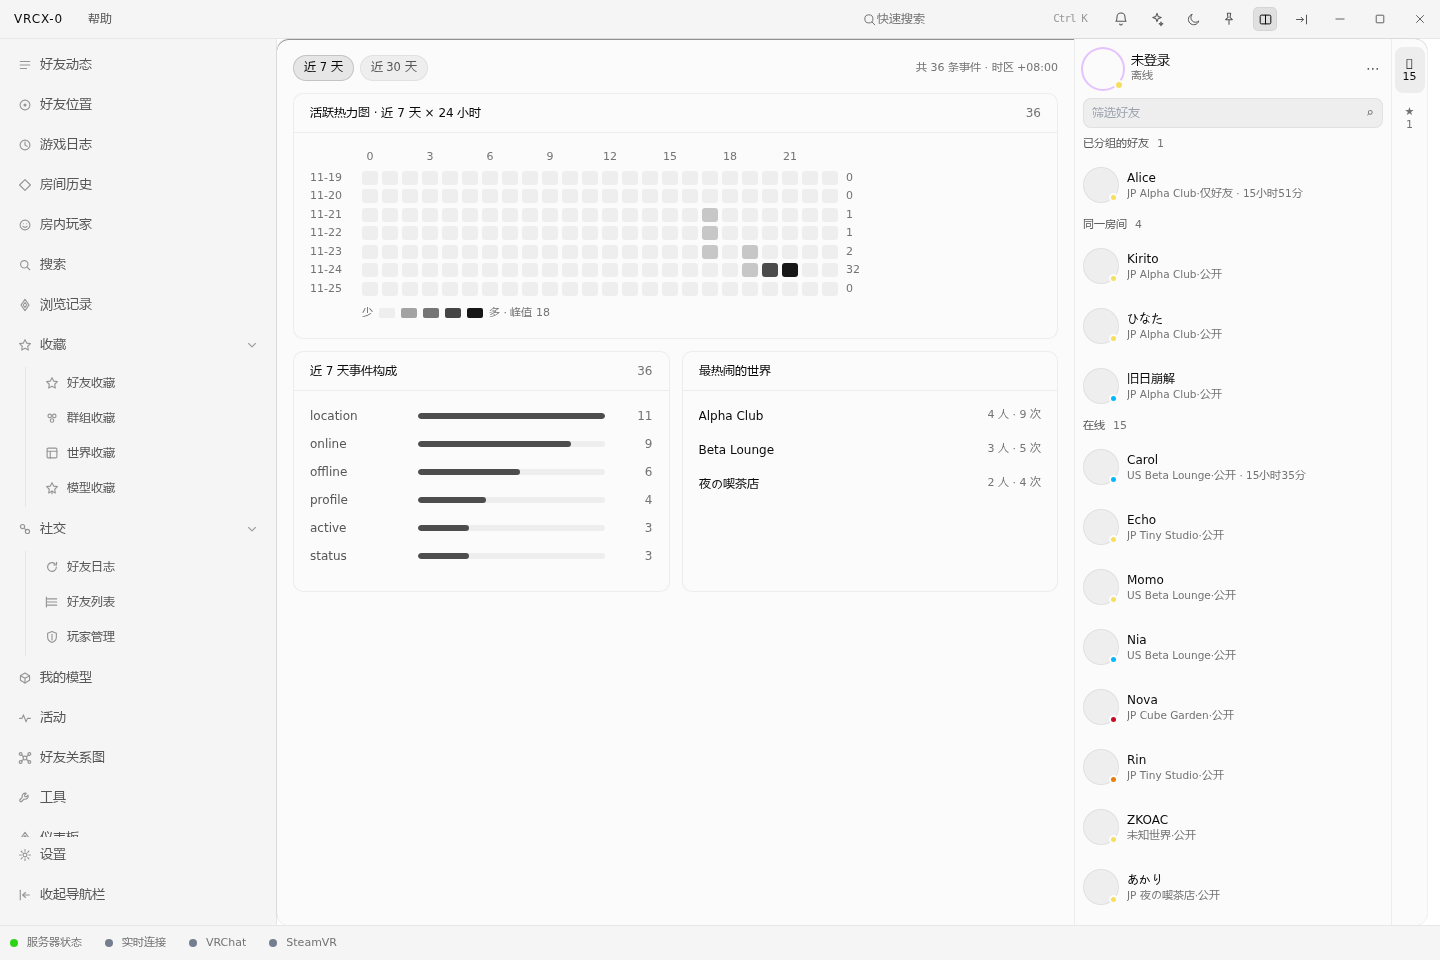 VRCX-0 帮助
快速搜索 Ctrl K
好友动态
好友位置
游戏日志
房间历史
房内玩家
搜索
浏览记录
收藏
好友收藏
群组收藏
世界收藏
模型收藏
社交
好友日志
好友列表
玩家管理
我的模型
活动
好友关系图
工具
仪表板
设置
收起导航栏
近 7 天 近 30 天 共 36 条事件 · 时区 +08:00
活跃热力图 · 近 7 天 × 24 小时 36
0 3 6 9 12 15 18 21
11-19 0
11-20 0
11-21 1
11-22 1
11-23 2
11-24 32
11-25 0
少 多 · 峰值 18
近 7 天事件构成 36
location 11
online 9
offline 6
profile 4
active 3
status 3
最热闹的世界
Alpha Club 4 人 · 9 次
Beta Lounge 3 人 · 5 次
夜の喫茶店 2 人 · 4 次
未登录
离线
筛选好友
已分组的好友 1
Alice
JP Alpha Club·仅好友 · 15小时51分
同一房间 4
Kirito
JP Alpha Club·公开
ひなた
JP Alpha Club·公开
旧日崩解
JP Alpha Club·公开
在线 15
Carol
US Beta Lounge·公开 · 15小时35分
Echo
JP Tiny Studio·公开
Momo
US Beta Lounge·公开
Nia
US Beta Lounge·公开
Nova
JP Cube Garden·公开
Rin
JP Tiny Studio·公开
ZKOAC
未知世界·公开
あかり
JP 夜の喫茶店·公开
15
★
1
服务器状态 实时连接 VRChat SteamVR